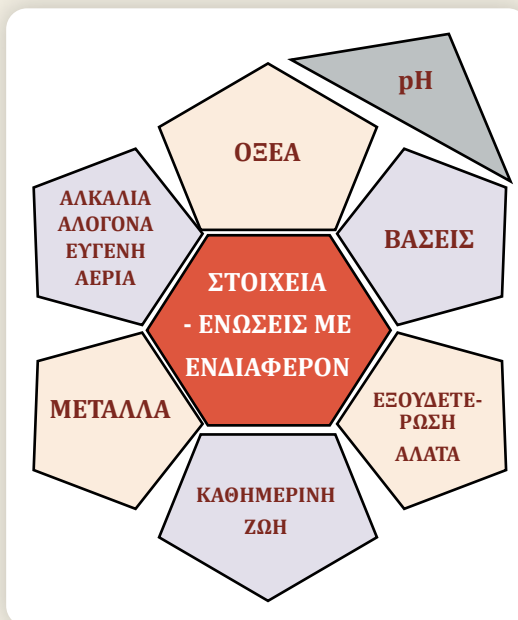 pH
ΟΞΕΑ
ΒΑΣΕΙΣ
ΑΛΚΑΛΙΑ
ΑΛΟΓΟΝΑ
ΕΥΓΕΝΗ
ΑΕΡΙΑ
ΣΤΟΙΧΕΙΑ
- ΕΝΩΣΕΙΣ ΜΕ
ΕΝΔΙΑΦΕΡΟΝ
ΜΕΤΑΛΛΑ
ΕΞΟΥΔΕΤΕ-
ΡΩΣΗ
ΑΛΑΤΑ
ΚΑΘΗΜΕΡΙΝΗ
ΖΩΗ